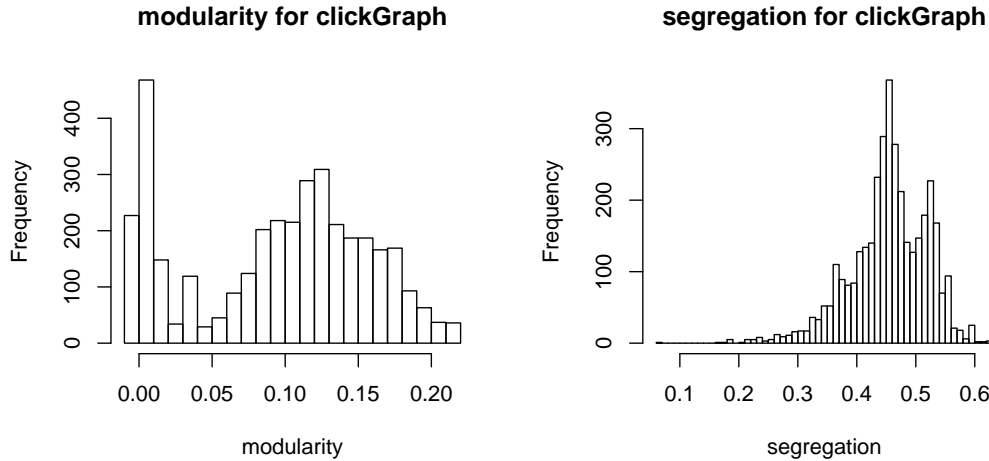 modularity for clickGraph
Frequency
0 100 200 300 400
0.00 0.05 0.10 0.15 0.20
modularity
segregation for clickGraph
Frequency
0 100 200 300
0.1 0.2 0.3 0.4 0.5 0.6
segregation